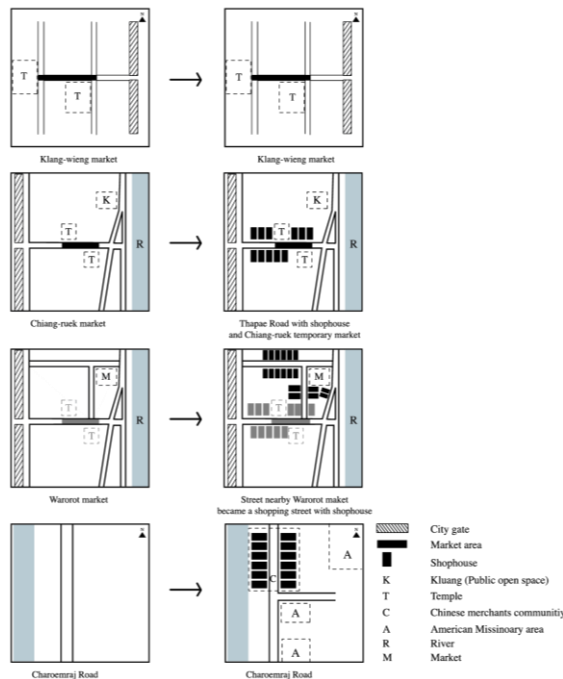 T
T
Klang-wieng market
T
T
Klang-wieng market
K
T
R
T
Chiang-ruek market
K
T
R
T
Thapae Road with shophouse
and Chiang-ruek temporary market
M
T
R
T
Warorot market
M
T
R
T
Street nearby Warorot maket
became a shopping street with shophouse
Charoemraj Road
A
C
A
A
Charoemraj Road
City gate
Market area
Shophouse
K Kluang (Public open space)
T Temple
C Chinese merchants communitiy
A American Missinoary area
R River
M Market